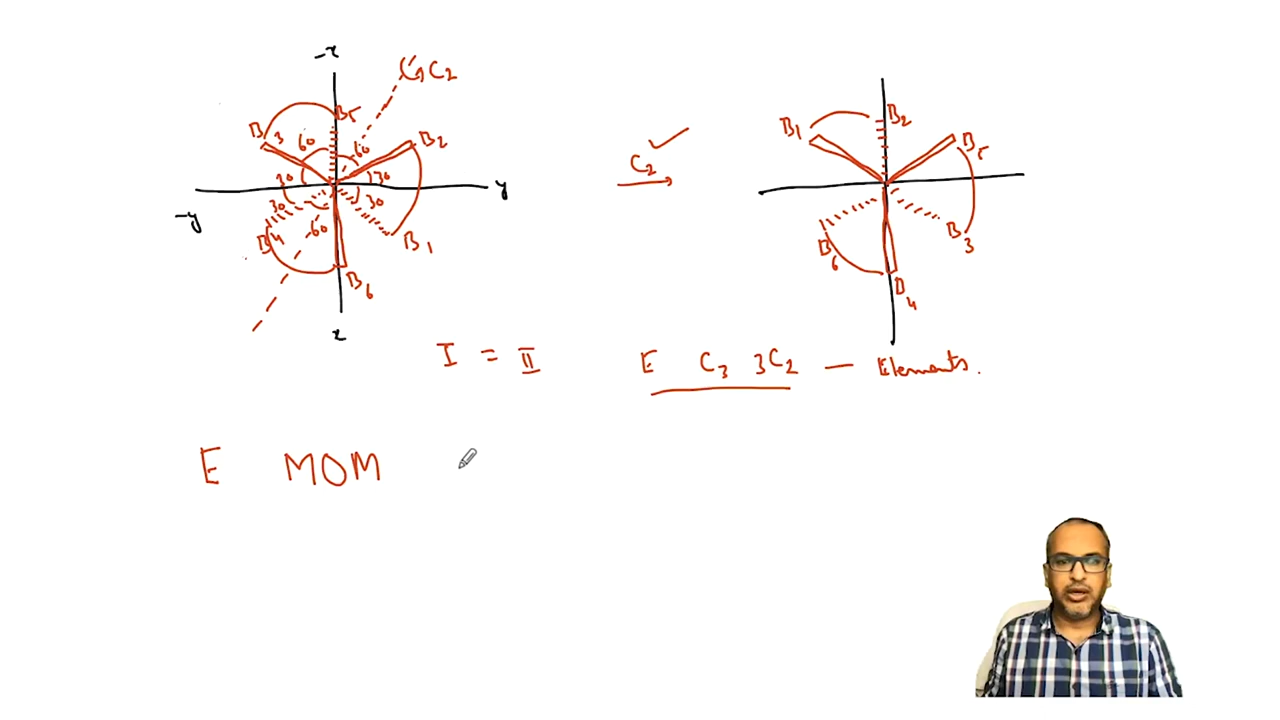 -x
C2
B5
B3
60
60
B2
30
30
y
-y
30
30
60
B4
B1
B6
x
C2
B1
B2
B5
B3
B6
B4
I = II
E C3 3C2 — Elements.
E MOM